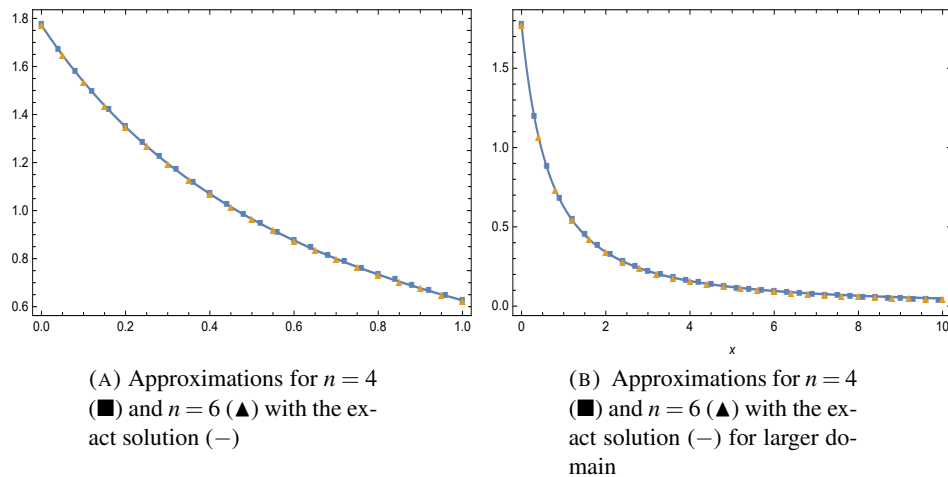 1.8
1.6
1.4
1.2
1.0
0.8
0.6
0.0 0.2 0.4 0.6 0.8 1.0
1.5
1.0
0.5
0.0
0 2 4 6 8 10
x
(A) Approximations for n = 4
(■) and n = 6 (▲) with the ex-
act solution (−)
(B) Approximations for n = 4
(■) and n = 6 (▲) with the ex-
act solution (−) for larger do-
main